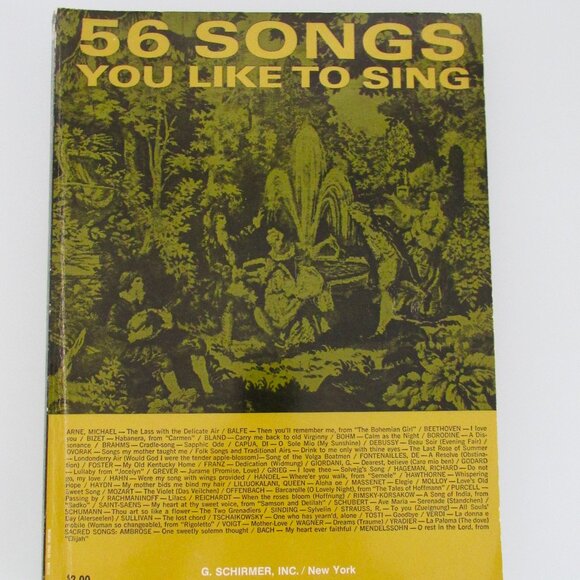 56 SONGS
YOU LIKE TO SING
ARNE, MICHAEL—The Lass with the Delicate Air / BALFE—Then you'll remember me, from "The Bohemian Girl" / BEETHOVEN—I love
you / BIZET—Habanera, from "Carmen" / BLAND—Carry me back to old Virginny / BOHM—Calm as the Night / BORODINE—A Dis-
sonance / BRAHMS—Cradle-song—Sapphic Ode / CAPUA, DI—O Sole Mio (My Sunshine) / DEBUSSY—Beau Soir (Evening Fair) /
DVORAK—Songs my mother taught me / Folk Songs and Traditional Airs—Drink to me only with thine eyes—The Last Rose of Summer
—Londonderry Air (Would God I were the tender apple-blossom)—Song of the Volga Boatmen / FONTENAILLES, DE—A Resolve (Obstina-
tion) / FOSTER—My Old Kentucky Home / FRANZ—Dedication (Widmung) / GIORDANI, G.—Dearest, believe (Caro mio ben) / GODARD
—Lullaby from "Jocelyn" / GREVER—Jurame (Promise, Love) / GRIEG—I love thee—Solvejg's Song / HAGEMAN, RICHARD—Do not
go, my love / HAHN—Were my song with wings provided / HANDEL—Where'er you walk, from "Semele" / HAWTHORNE—Whispering
Hope / HAYDN—My mother bids me bind my hair / LILIUOKALANI, QUEEN—Aloha oe / MASSENET—Elegie / MOLLOY—Love's Old
Sweet Song / MOZART—The Violet (Das Veilchen) / OFFENBACH—Barcarolle (O Lovely Night), from "The Tales of Hoffmann" / PURCELL—
Passing by / RACHMANINOFF—Lilacs / REICHARDT—When the roses bloom (Hoffnung) / RIMSKY-KORSAKOW—A Song of India, from
"Sadko" / SAINT-SAENS—My heart at thy sweet voice, from "Samson and Delilah" / SCHUBERT—Ave Maria—Serenade (Standchen) /
SCHUMANN—Thou art so like a flower—The Two Grenadiers / SINDING—Sylvelin / STRAUSS, R.—To you (Zueignung)—All Souls'
Day (Allerseelen) / SULLIVAN—The lost chord / TSCHAIKOWSKY—One who has yearn'd, alone / TOSTI—Goodbye / VERDI—La donna e
mobile (Woman so changeable), from "Rigoletto" / VOIGT—Mother-Love / WAGNER—Dreams (Traume) / YRADIER—La Paloma (The dove)
SACRED SONGS: AMBROSE—One sweetly solemn thought / BACH—My heart ever faithful / MENDELSSOHN—O rest in the Lord, from
"Elijah"
G. SCHIRMER, INC. / New York